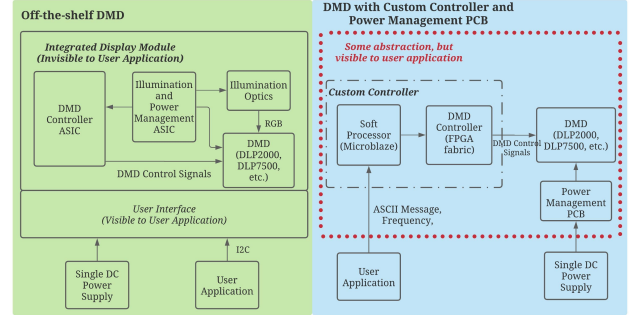 Off-the-shelf DMD
Integrated Display Module
(Invisible to User Application)
DMD
Controller
ASIC
Illumination
and
Power
Management
ASIC
Illumination
Optics
RGB
DMD
(DLP2000,
DLP7500,
etc.)
DMD Control Signals
User Interface
(Visible to User Application)
I2C
Single DC
Power
Supply
User
Application
DMD with Custom Controller and
Power Management PCB
Some abstraction, but
visible to user application
Custom Controller
Soft
Processor
(Microblaze)
DMD
Controller
(FPGA
fabric)
DMD Control
Signals
DMD
(DLP2000,
DLP7500, etc.)
Power
Management
PCB
ASCII Message,
Frequency,
User
Application
Single DC
Power
Supply